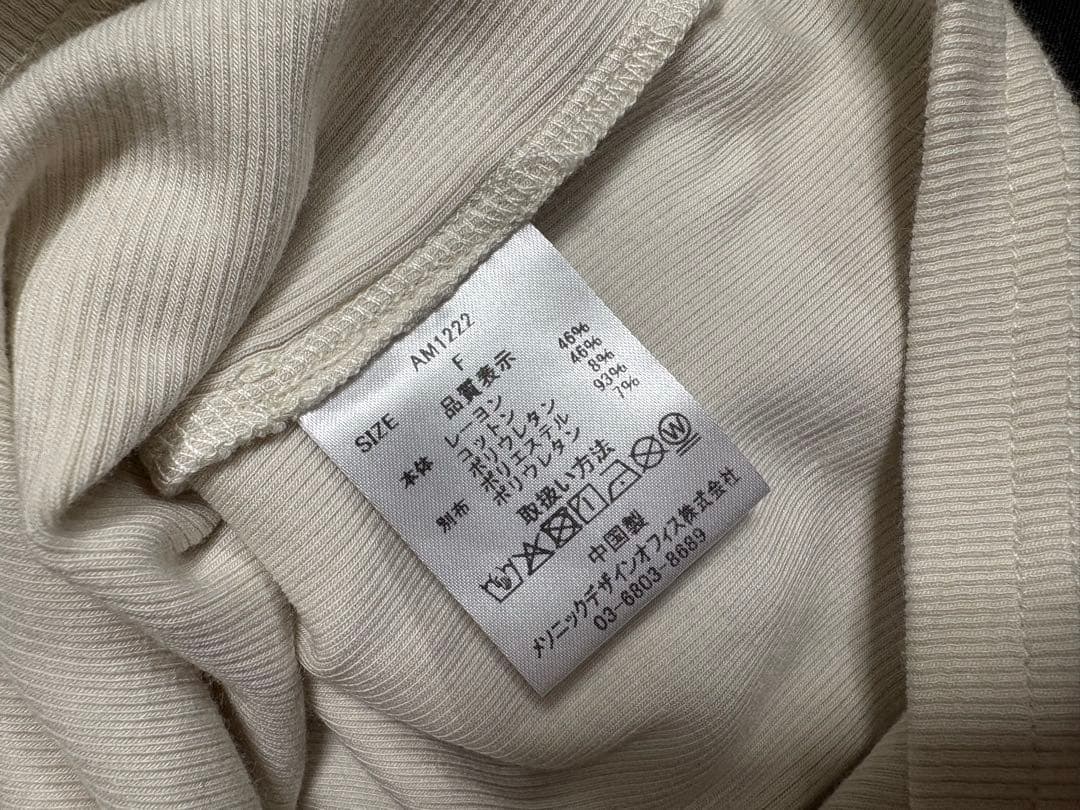 AM1222
SIZE F
品質表示
本体 レーヨン 46%
コットン 46%
ポリウレタン 8%
別布 ポリエステル 93%
ポリウレタン 7%
取扱い方法
W
中国製
メソニックデザインオフィス株式会社
03-6803-8689